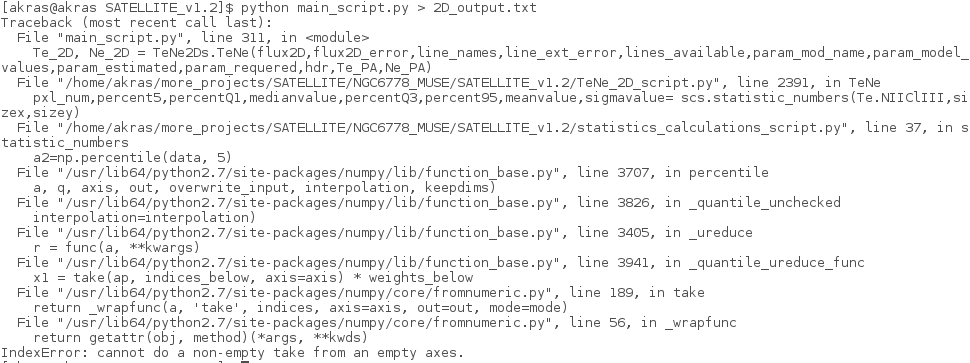 [akras@akras SATELLITE_v1.2]$ python main_script.py > 2D_output.txt
Traceback (most recent call last):
  File "main_script.py", line 311, in <module>
    Te_2D, Ne_2D = TeNe2Ds.TeNe(flux2D,flux2D_error,line_names,line_ext_error,lines_available,param_mod_name,param_model_
values,param_estimated,param_requered,hdr,Te_PA,Ne_PA)
  File "/home/akras/more_projects/SATELLITE/NGC6778_MUSE/SATELLITE_v1.2/TeNe_2D_script.py", line 2391, in TeNe
    pxl_num,percent5,percentQ1,medianvalue,percentQ3,percent95,meanvalue,sigmavalue= scs.statistic_numbers(Te.NIIClIII,si
zex,sizey)
  File "/home/akras/more_projects/SATELLITE/NGC6778_MUSE/SATELLITE_v1.2/statistics_calculations_script.py", line 37, in s
tatistic_numbers
    a2=np.percentile(data, 5)
  File "/usr/lib64/python2.7/site-packages/numpy/lib/function_base.py", line 3707, in percentile
    a, q, axis, out, overwrite_input, interpolation, keepdims)
  File "/usr/lib64/python2.7/site-packages/numpy/lib/function_base.py", line 3826, in _quantile_unchecked
    interpolation=interpolation)
  File "/usr/lib64/python2.7/site-packages/numpy/lib/function_base.py", line 3405, in _ureduce
    r = func(a, **kwargs)
  File "/usr/lib64/python2.7/site-packages/numpy/lib/function_base.py", line 3941, in _quantile_ureduce_func
    x1 = take(ap, indices_below, axis=axis) * weights_below
  File "/usr/lib64/python2.7/site-packages/numpy/core/fromnumeric.py", line 189, in take
    return _wrapfunc(a, 'take', indices, axis=axis, out=out, mode=mode)
  File "/usr/lib64/python2.7/site-packages/numpy/core/fromnumeric.py", line 56, in _wrapfunc
    return getattr(obj, method)(*args, **kwds)
IndexError: cannot do a non-empty take from an empty axes.